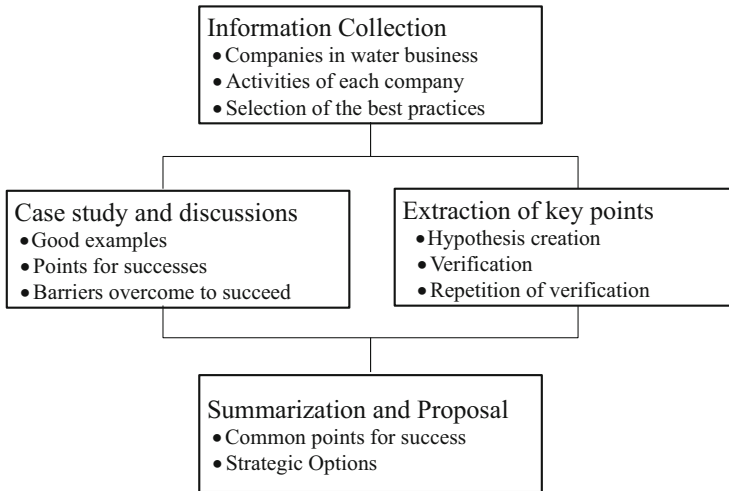 Information Collection
• Companies in water business
• Activities of each company
• Selection of the best practices
Case study and discussions
• Good examples
• Points for successes
• Barriers overcome to succeed
Extraction of key points
• Hypothesis creation
• Verification
• Repetition of verification
Summarization and Proposal
• Common points for success
• Strategic Options